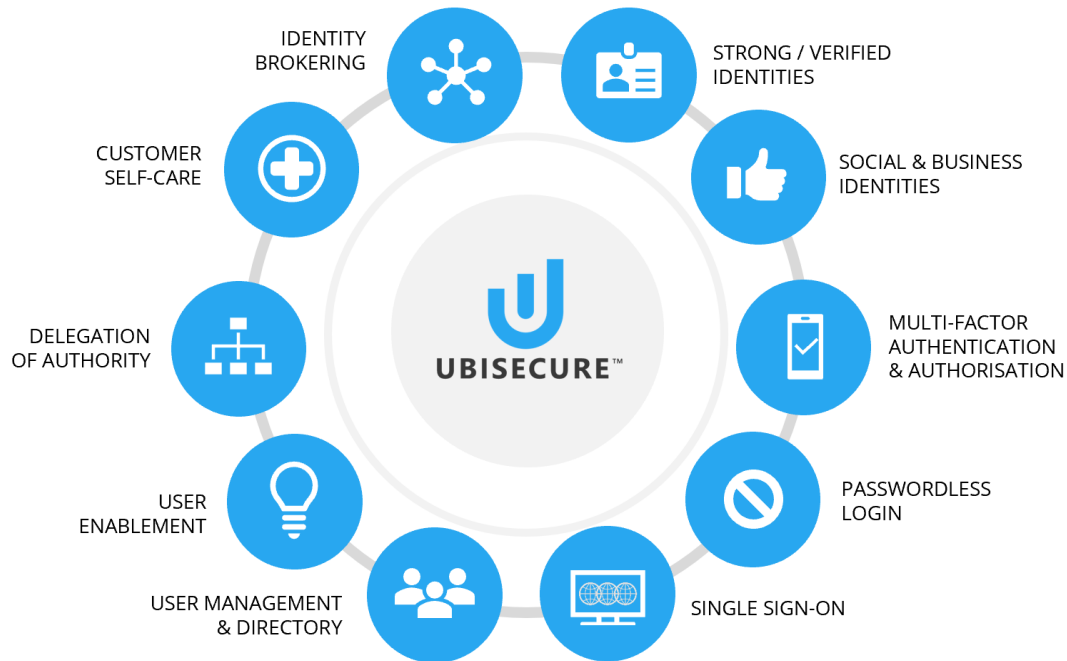 IDENTITY
BROKERING
STRONG / VERIFIED
IDENTITIES
CUSTOMER
SELF-CARE
SOCIAL & BUSINESS
IDENTITIES
UBISECURE™
DELEGATION
OF AUTHORITY
MULTI-FACTOR
AUTHENTICATION
& AUTHORISATION
USER
ENABLEMENT
PASSWORDLESS
LOGIN
USER MANAGEMENT
& DIRECTORY
SINGLE SIGN-ON